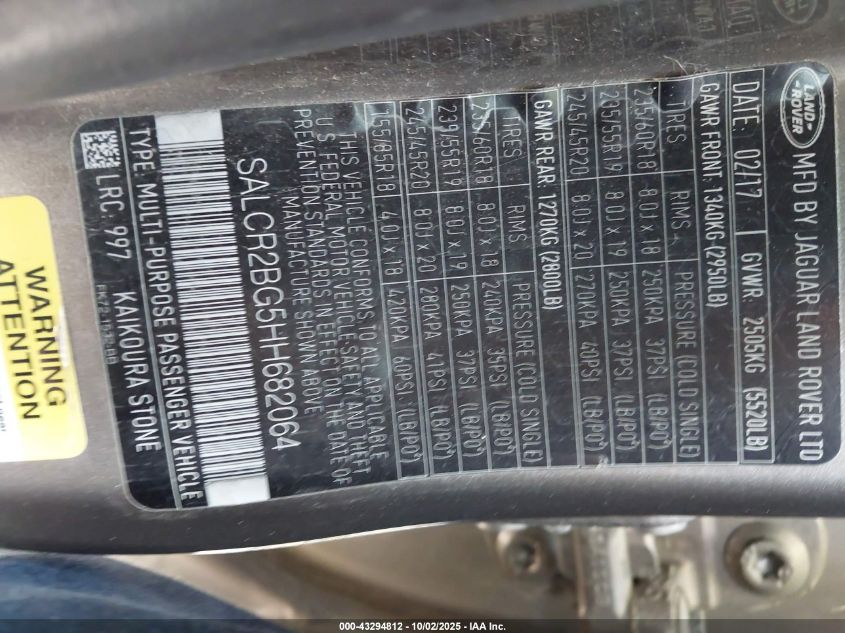 LAND-
ROVER
MFD BY JAGUAR LAND ROVER LTD
DATE: 02/17 GVWR: 2505KG (5520LB)
GAWR FRONT: 1340KG (2950LB)
TIRES RIMS PRESSURE (COLD SINGLE)
235/60R18 8.0J x 18 250KPA 37PSI (LB/PO²)
235/55R19 8.0J x 19 250KPA 37PSI (LB/PO²)
245/45R20 8.0J x 20 270KPA 40PSI (LB/PO²)
GAWR REAR: 1270KG (2800LB)
TIRES RIMS PRESSURE (COLD SINGLE)
235/60R18 8.0J x 18 240KPA 35PSI (LB/PO²)
235/55R19 8.0J x 19 250KPA 37PSI (LB/PO²)
245/45R20 8.0J x 20 280KPA 41PSI (LB/PO²)
155/85R18 4.0J x 18 420KPA 60PSI (LB/PO²)
THIS VEHICLE CONFORMS TO ALL APPLICABLE
U.S. FEDERAL MOTOR VEHICLE SAFETY AND THEFT
PREVENTION STANDARDS IN EFFECT ON THE DATE OF
MANUFACTURE SHOWN ABOVE
SALCR2BG5HH682064
TYPE: MULTI-PURPOSE PASSENGER VEHICLE
LRC: 997 KAIKOURA STONE
WARNING
ATTENTION
000-43294812 - 10/02/2025 - IAA Inc.